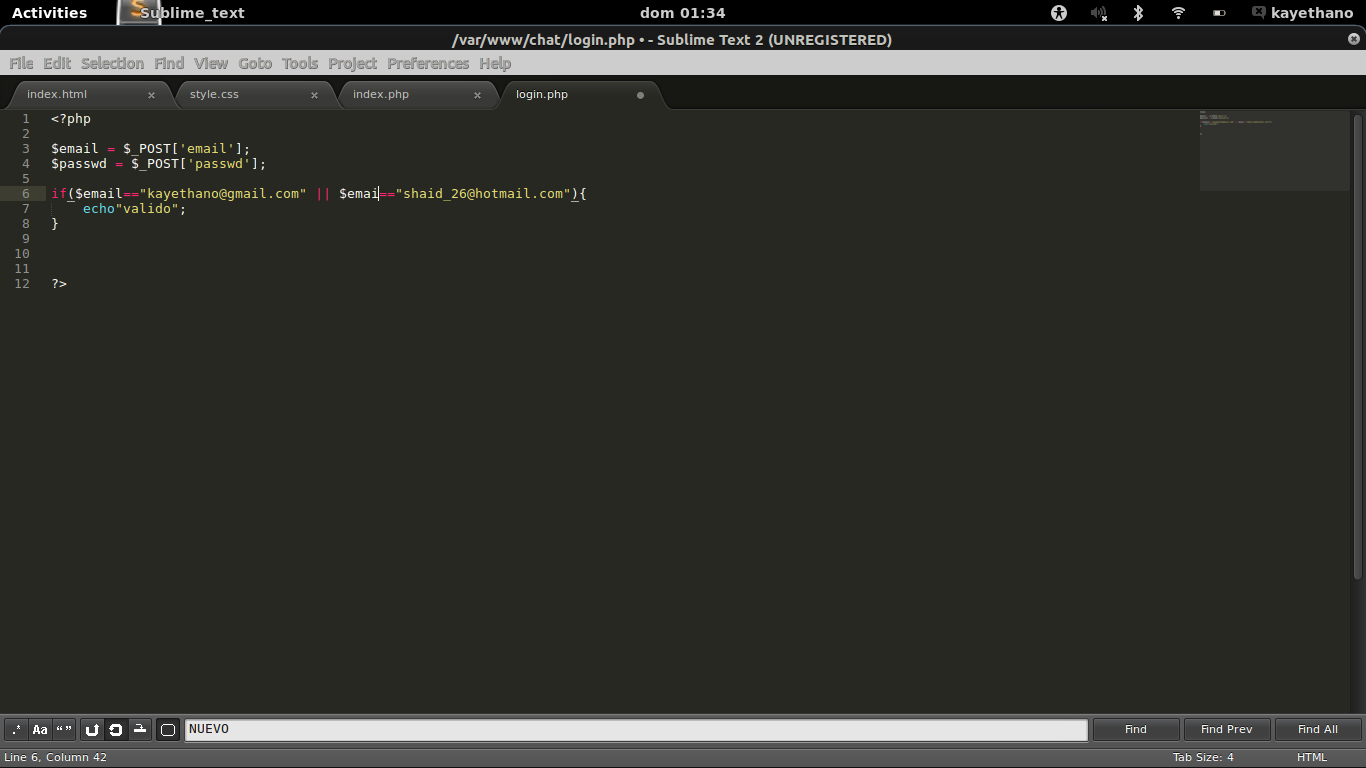 Activities Sublime_text dom 01:34 kayethano
/var/www/chat/login.php • - Sublime Text 2 (UNREGISTERED)
File Edit Selection Find View Goto Tools Project Preferences Help
index.html × style.css × index.php × login.php
1 <?php
2
3 $email = $_POST['email'];
4 $passwd = $_POST['passwd'];
5
6 if($email=="kayethano@gmail.com" || $emai=="shaid_26@hotmail.com"){
7 echo"valido";
8 }
9
10
11
12 ?>
.* Aa “” NUEVO Find Find Prev Find All
Line 6, Column 42 Tab Size: 4 HTML